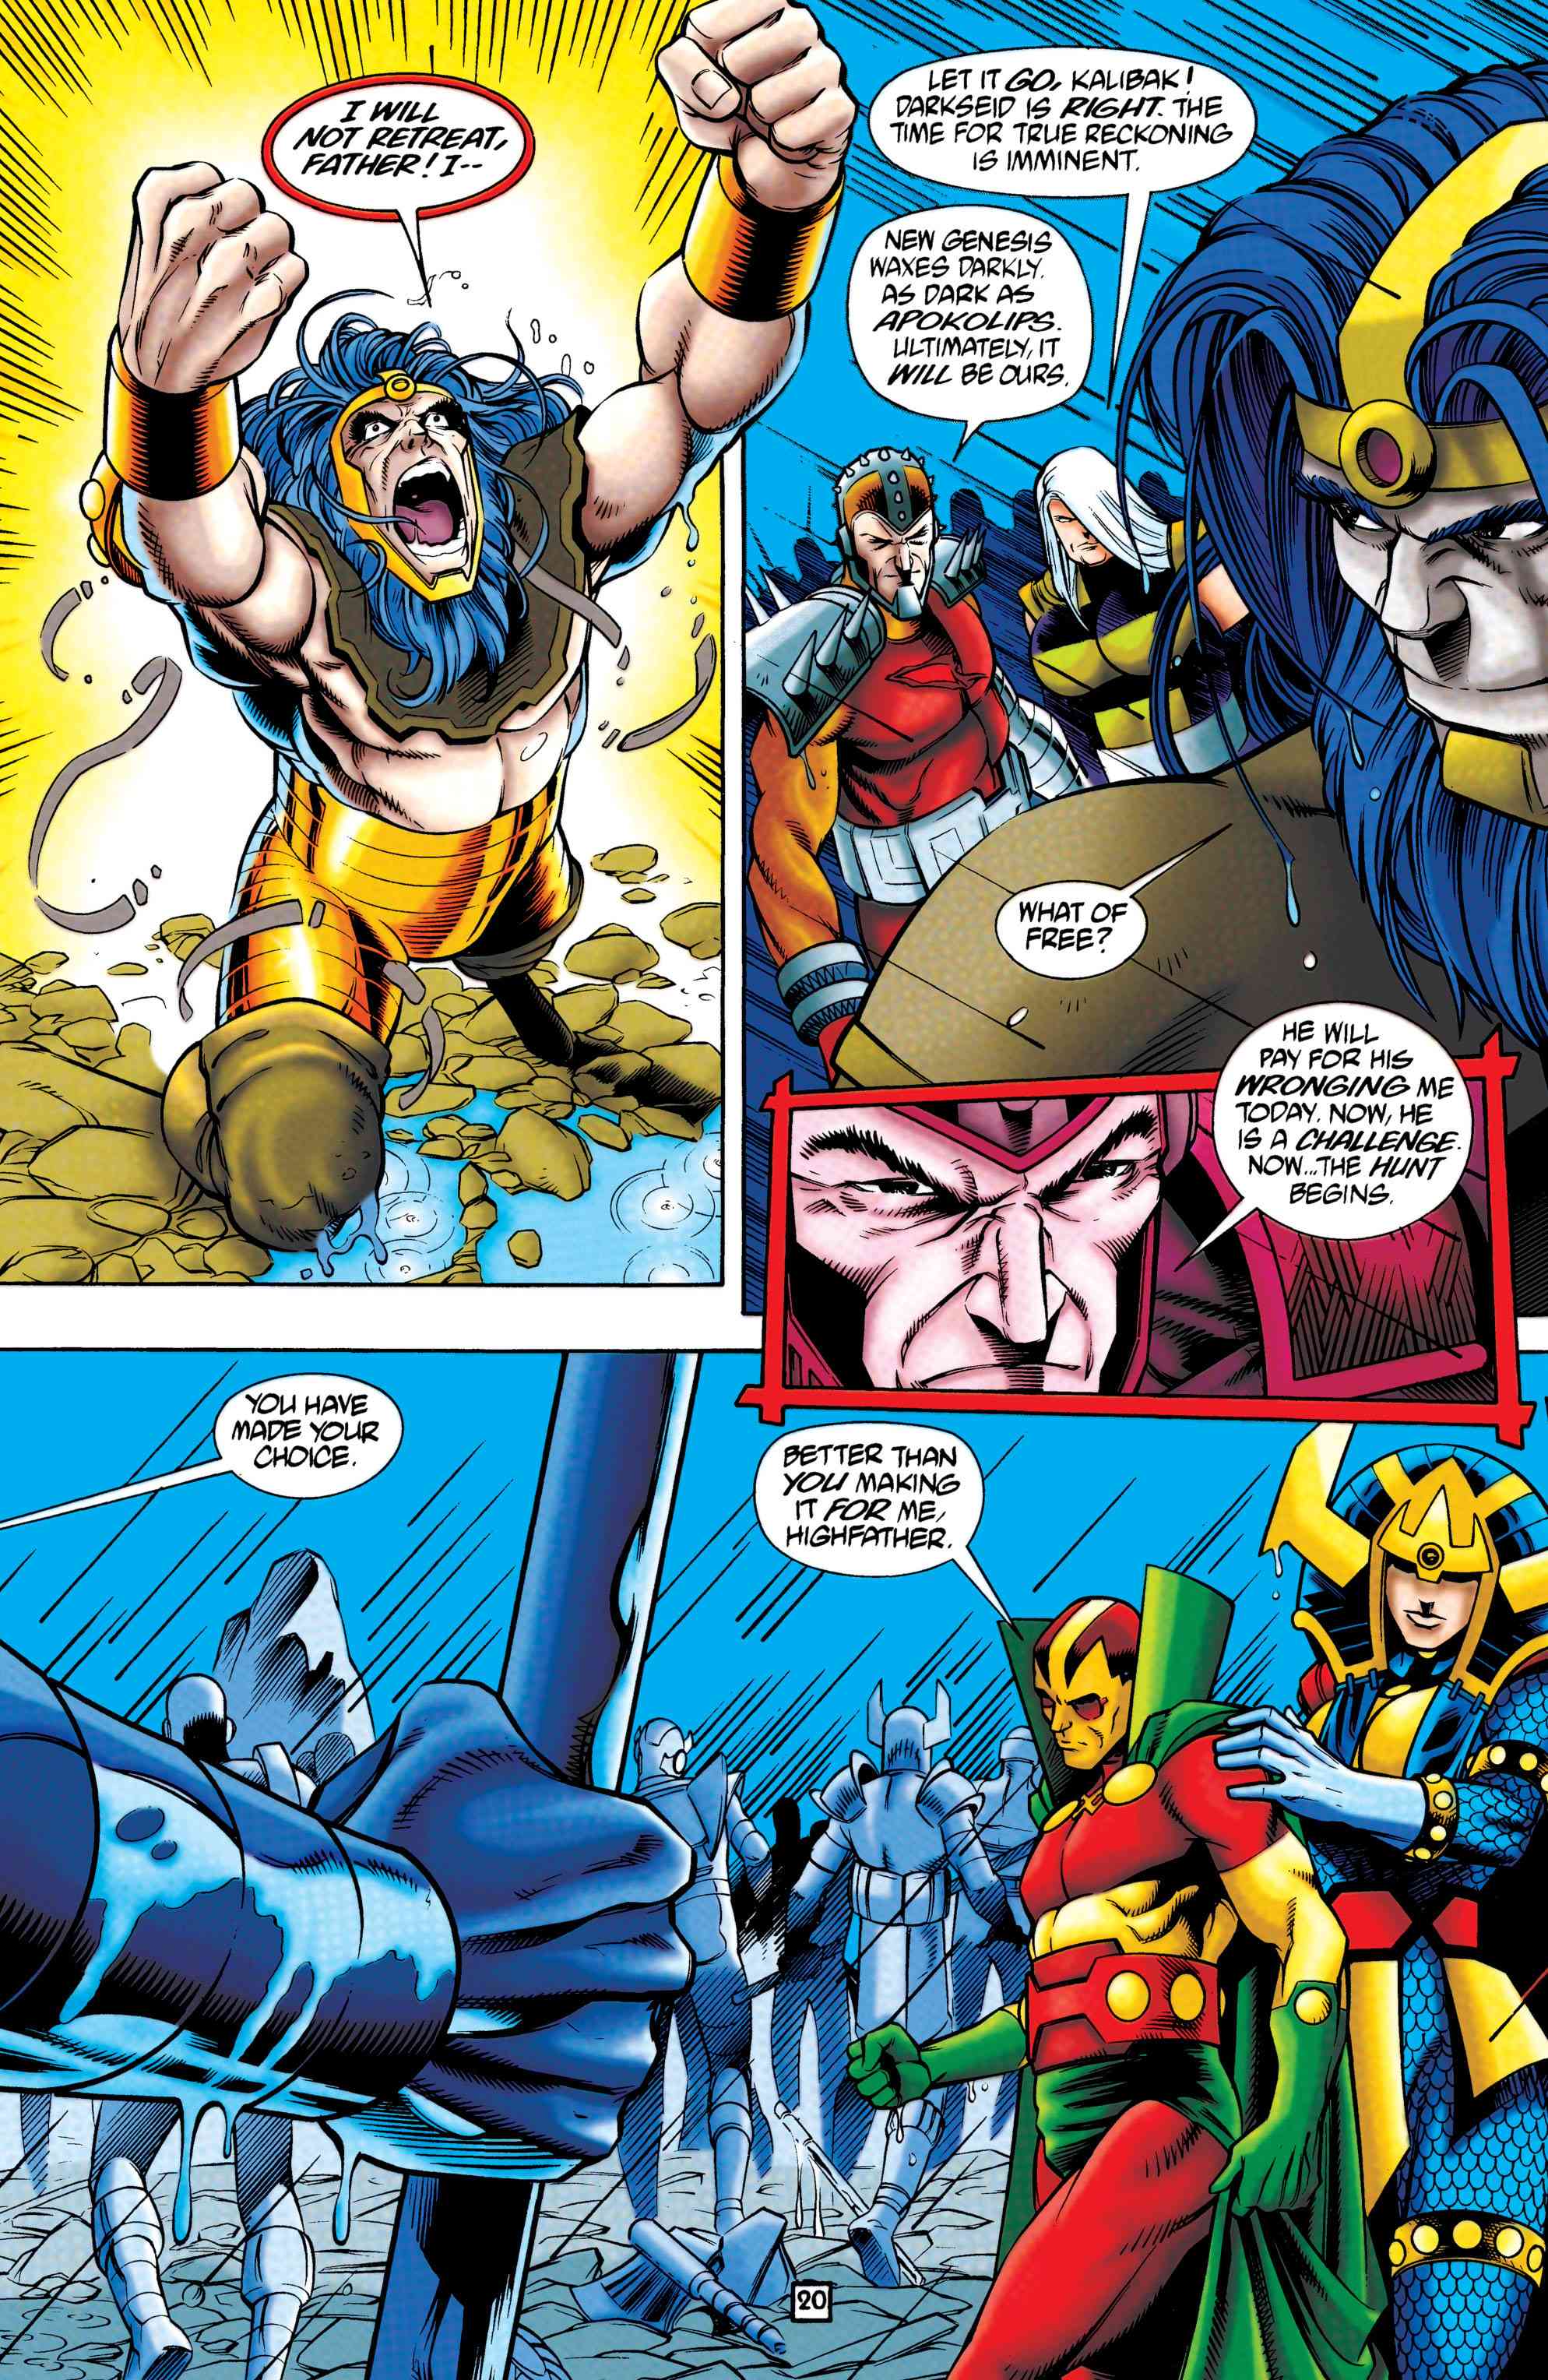 I WILL
NOT RETREAT,
FATHER! I--
LET IT GO, KALIBAK!
DARKSEID IS RIGHT. THE
TIME FOR TRUE RECKONING
IS IMMINENT.
NEW GENESIS
WAXES DARKLY.
AS DARK AS
APOKOLIPS.
ULTIMATELY, IT
WILL BE OURS.
WHAT OF
FREE?
HE WILL
PAY FOR HIS
WRONGING ME
TODAY. NOW, HE
IS A CHALLENGE.
NOW...THE HUNT
BEGINS.
YOU HAVE
MADE YOUR
CHOICE.
BETTER THAN
YOU MAKING
IT FOR ME,
HIGHFATHER.
20